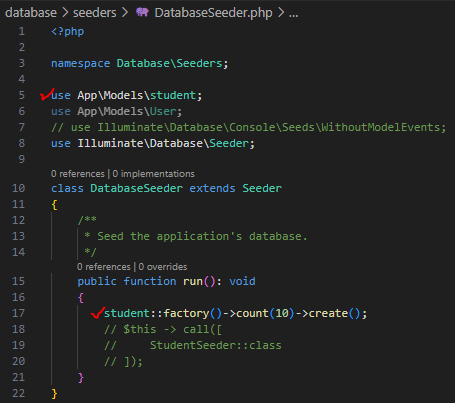 database > seeders > DatabaseSeeder.php > ...
1 <?php
2
3 namespace Database\Seeders;
4
5 use App\Models\student;
6 use App\Models\User;
7 // use Illuminate\Database\Console\Seeds\WithoutModelEvents;
8 use Illuminate\Database\Seeder;
9
0 references | 0 implementations
10 class DatabaseSeeder extends Seeder
11 {
12 /**
13 * Seed the application's database.
14 */
0 references | 0 overrides
15 public function run(): void
16 {
17 student::factory()->count(10)->create();
18 // $this -> call([
19 //     StudentSeeder::class
20 // ]);
21 }
22 }